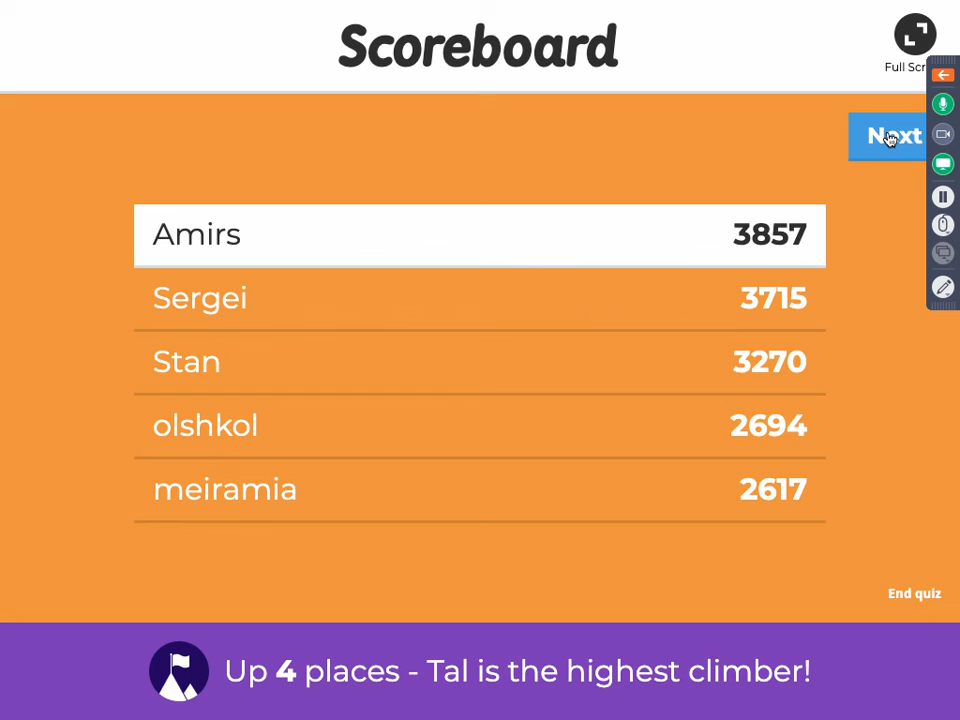 Scoreboard
Full Scr
Next
Amirs 3857
Sergei 3715
Stan 3270
olshkol 2694
meiramia 2617
End quiz
Up 4 places - Tal is the highest climber!